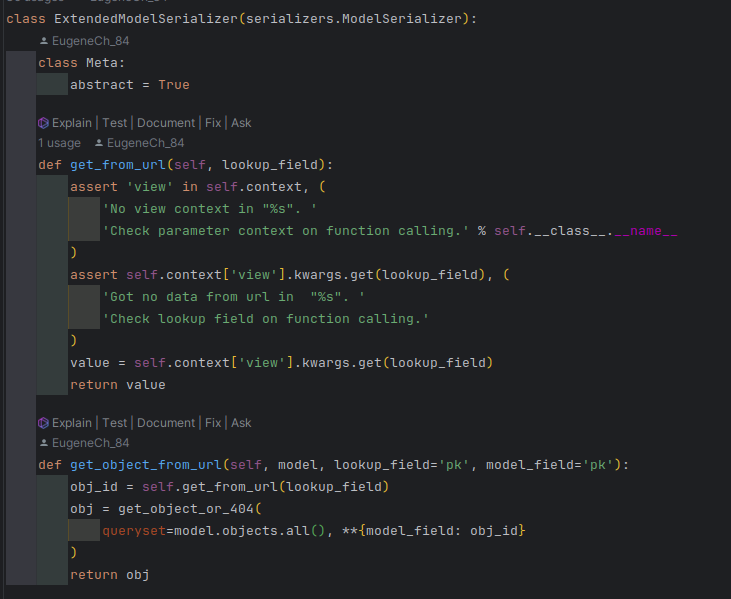 class ExtendedModelSerializer(serializers.ModelSerializer):
EugeneCh_84
class Meta:
abstract = True
Explain | Test | Document | Fix | Ask
1 usage EugeneCh_84
def get_from_url(self, lookup_field):
assert 'view' in self.context, (
'No view context in "%s". '
'Check parameter context on function calling.' % self.__class__.__name__
)
assert self.context['view'].kwargs.get(lookup_field), (
'Got no data from url in  "%s". '
'Check lookup field on function calling.'
)
value = self.context['view'].kwargs.get(lookup_field)
return value
Explain | Test | Document | Fix | Ask
EugeneCh_84
def get_object_from_url(self, model, lookup_field='pk', model_field='pk'):
obj_id = self.get_from_url(lookup_field)
obj = get_object_or_404(
queryset=model.objects.all(), **{model_field: obj_id}
)
return obj